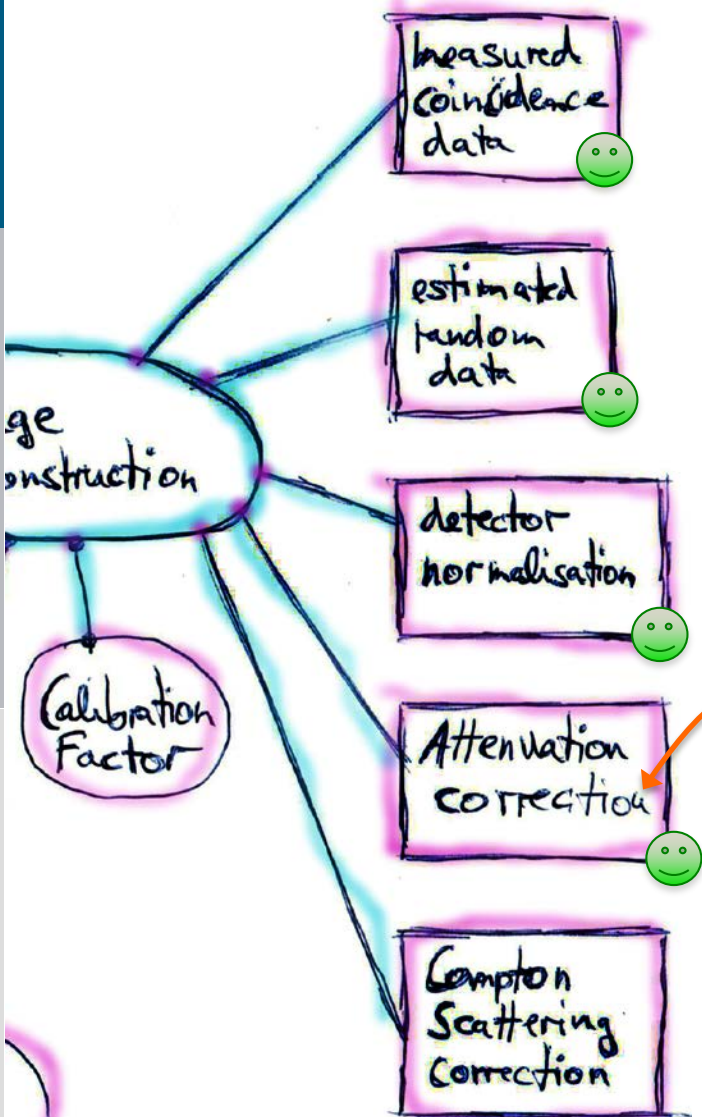 measured
coincidence
data
estimated
random
data
ge
onstruction
detector
normalisation
Calibration
Factor
Attenuation
correction
Compton
Scattering
correction